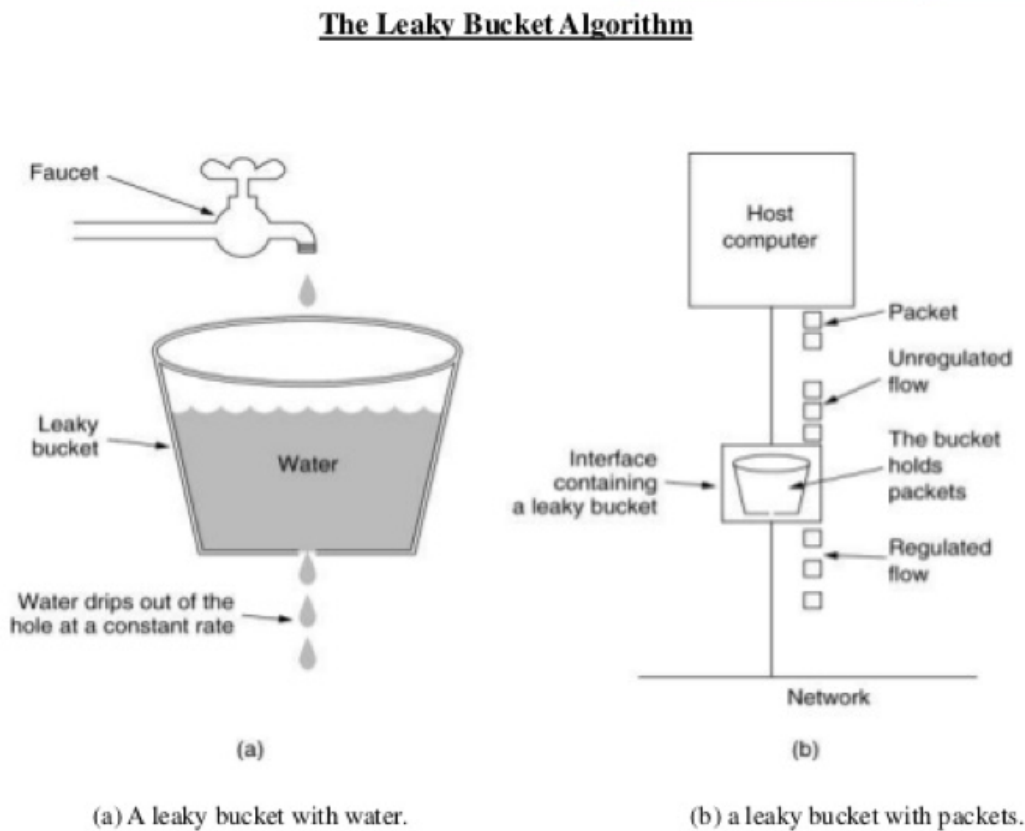 The Leaky Bucket Algorithm
Faucet
Leaky
bucket
Water
Water drips out of the
hole at a constant rate
(a)
Host
computer
Packet
Unregulated
flow
The bucket
holds
packets
Interface
containing
a leaky bucket
Regulated
flow
Network
(b)
(a) A leaky bucket with water.
(b) a leaky bucket with packets.